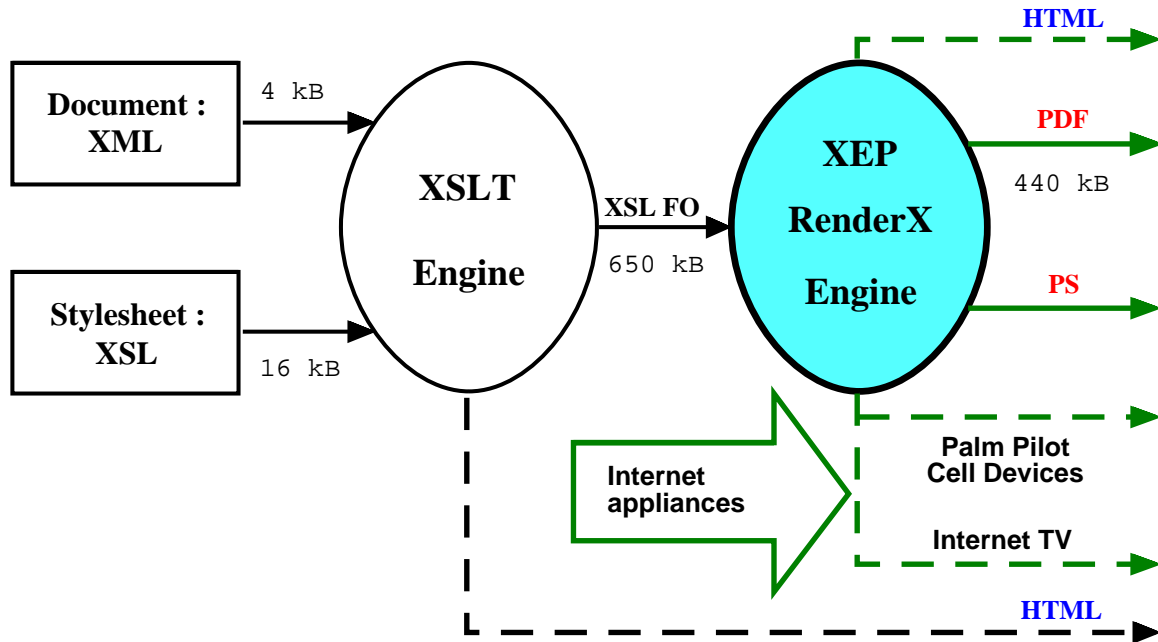 HTML
Document :
XML
4 kB
XSLT
Engine
XSL FO
650 kB
XEP
RenderX
Engine
PDF
440 kB
PS
Stylesheet :
XSL
16 kB
Internet
appliances
Palm Pilot
Cell Devices
Internet TV
HTML